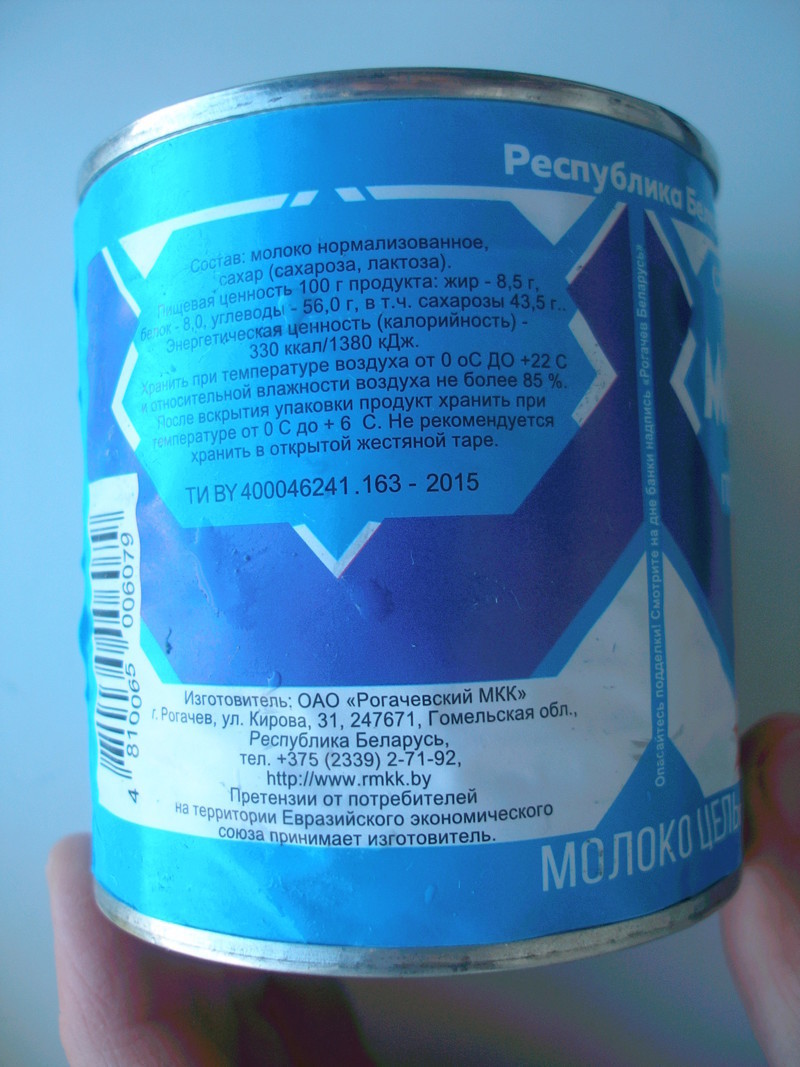 Республика
Состав: молоко нормализованное,
сахар (сахароза, лактоза).
Пищевая ценность 100 г продукта: жир - 8,5 г,
белок - 8,0, углеводы - 56,0 г, в т.ч. сахарозы 43,5 г..
Энергетическая ценность (калорийность) -
330 ккал/1380 кДж.
Хранить при температуре воздуха от 0 оС ДО +22 С
и относительной влажности воздуха не более 85 %.
После вскрытия упаковки продукт хранить при
температуре от 0 С до + 6 С. Не рекомендуется
хранить в открытой жестяной таре.
ТИ BY 400046241.163 - 2015
4 810065 006079
Изготовитель; ОАО «Рогачевский МКК»
г. Рогачев, ул. Кирова, 31, 247671, Гомельская обл.,
Республика Беларусь,
тел. +375 (2339) 2-71-92,
http://www.rmkk.by
Претензии от потребителей
на территории Евразийского экономического
союза принимает изготовитель.
Опасайтесь подделки! Смотрите на дне банки надпись «Рогачев Беларусь»
МОЛОКО ЦЕЛЬ